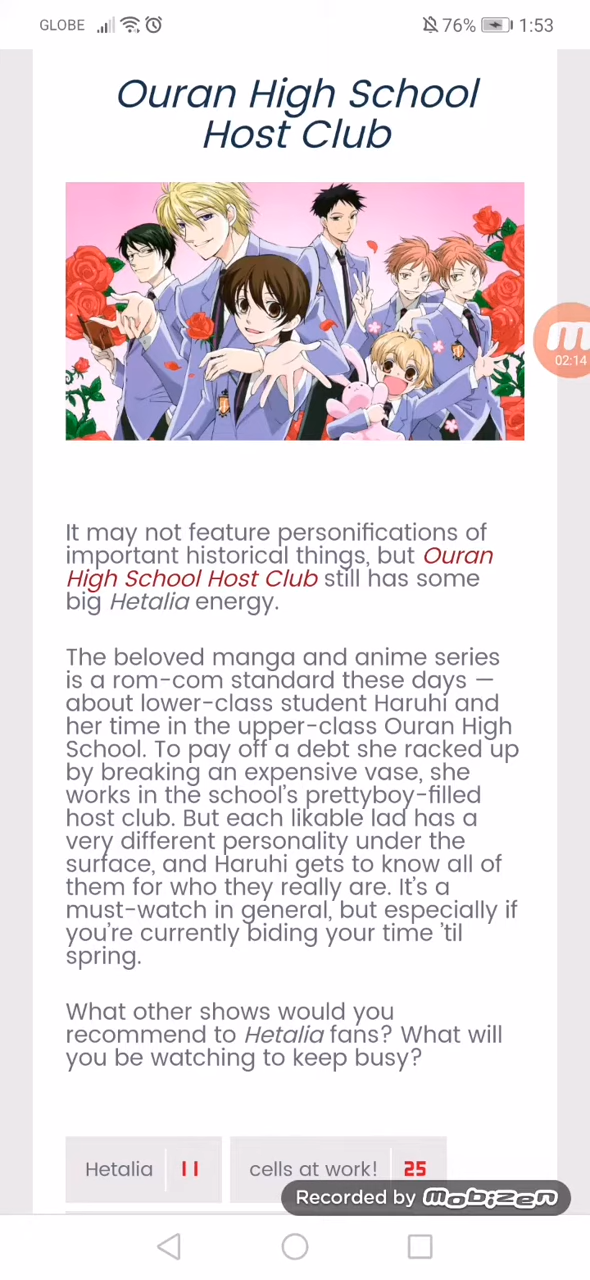 GLOBE 76% 1:53
Ouran High School
Host Club
02:14
It may not feature personifications of
important historical things, but Ouran
High School Host Club still has some
big Hetalia energy.
The beloved manga and anime series
is a rom-com standard these days —
about lower-class student Haruhi and
her time in the upper-class Ouran High
School. To pay off a debt she racked up
by breaking an expensive vase, she
works in the school's prettyboy-filled
host club. But each likable lad has a
very different personality under the
surface, and Haruhi gets to know all of
them for who they really are. It's a
must-watch in general, but especially if
you're currently biding your time 'til
spring.
What other shows would you
recommend to Hetalia fans? What will
you be watching to keep busy?
Hetalia 11 cells at work! 25
Recorded by mobizen